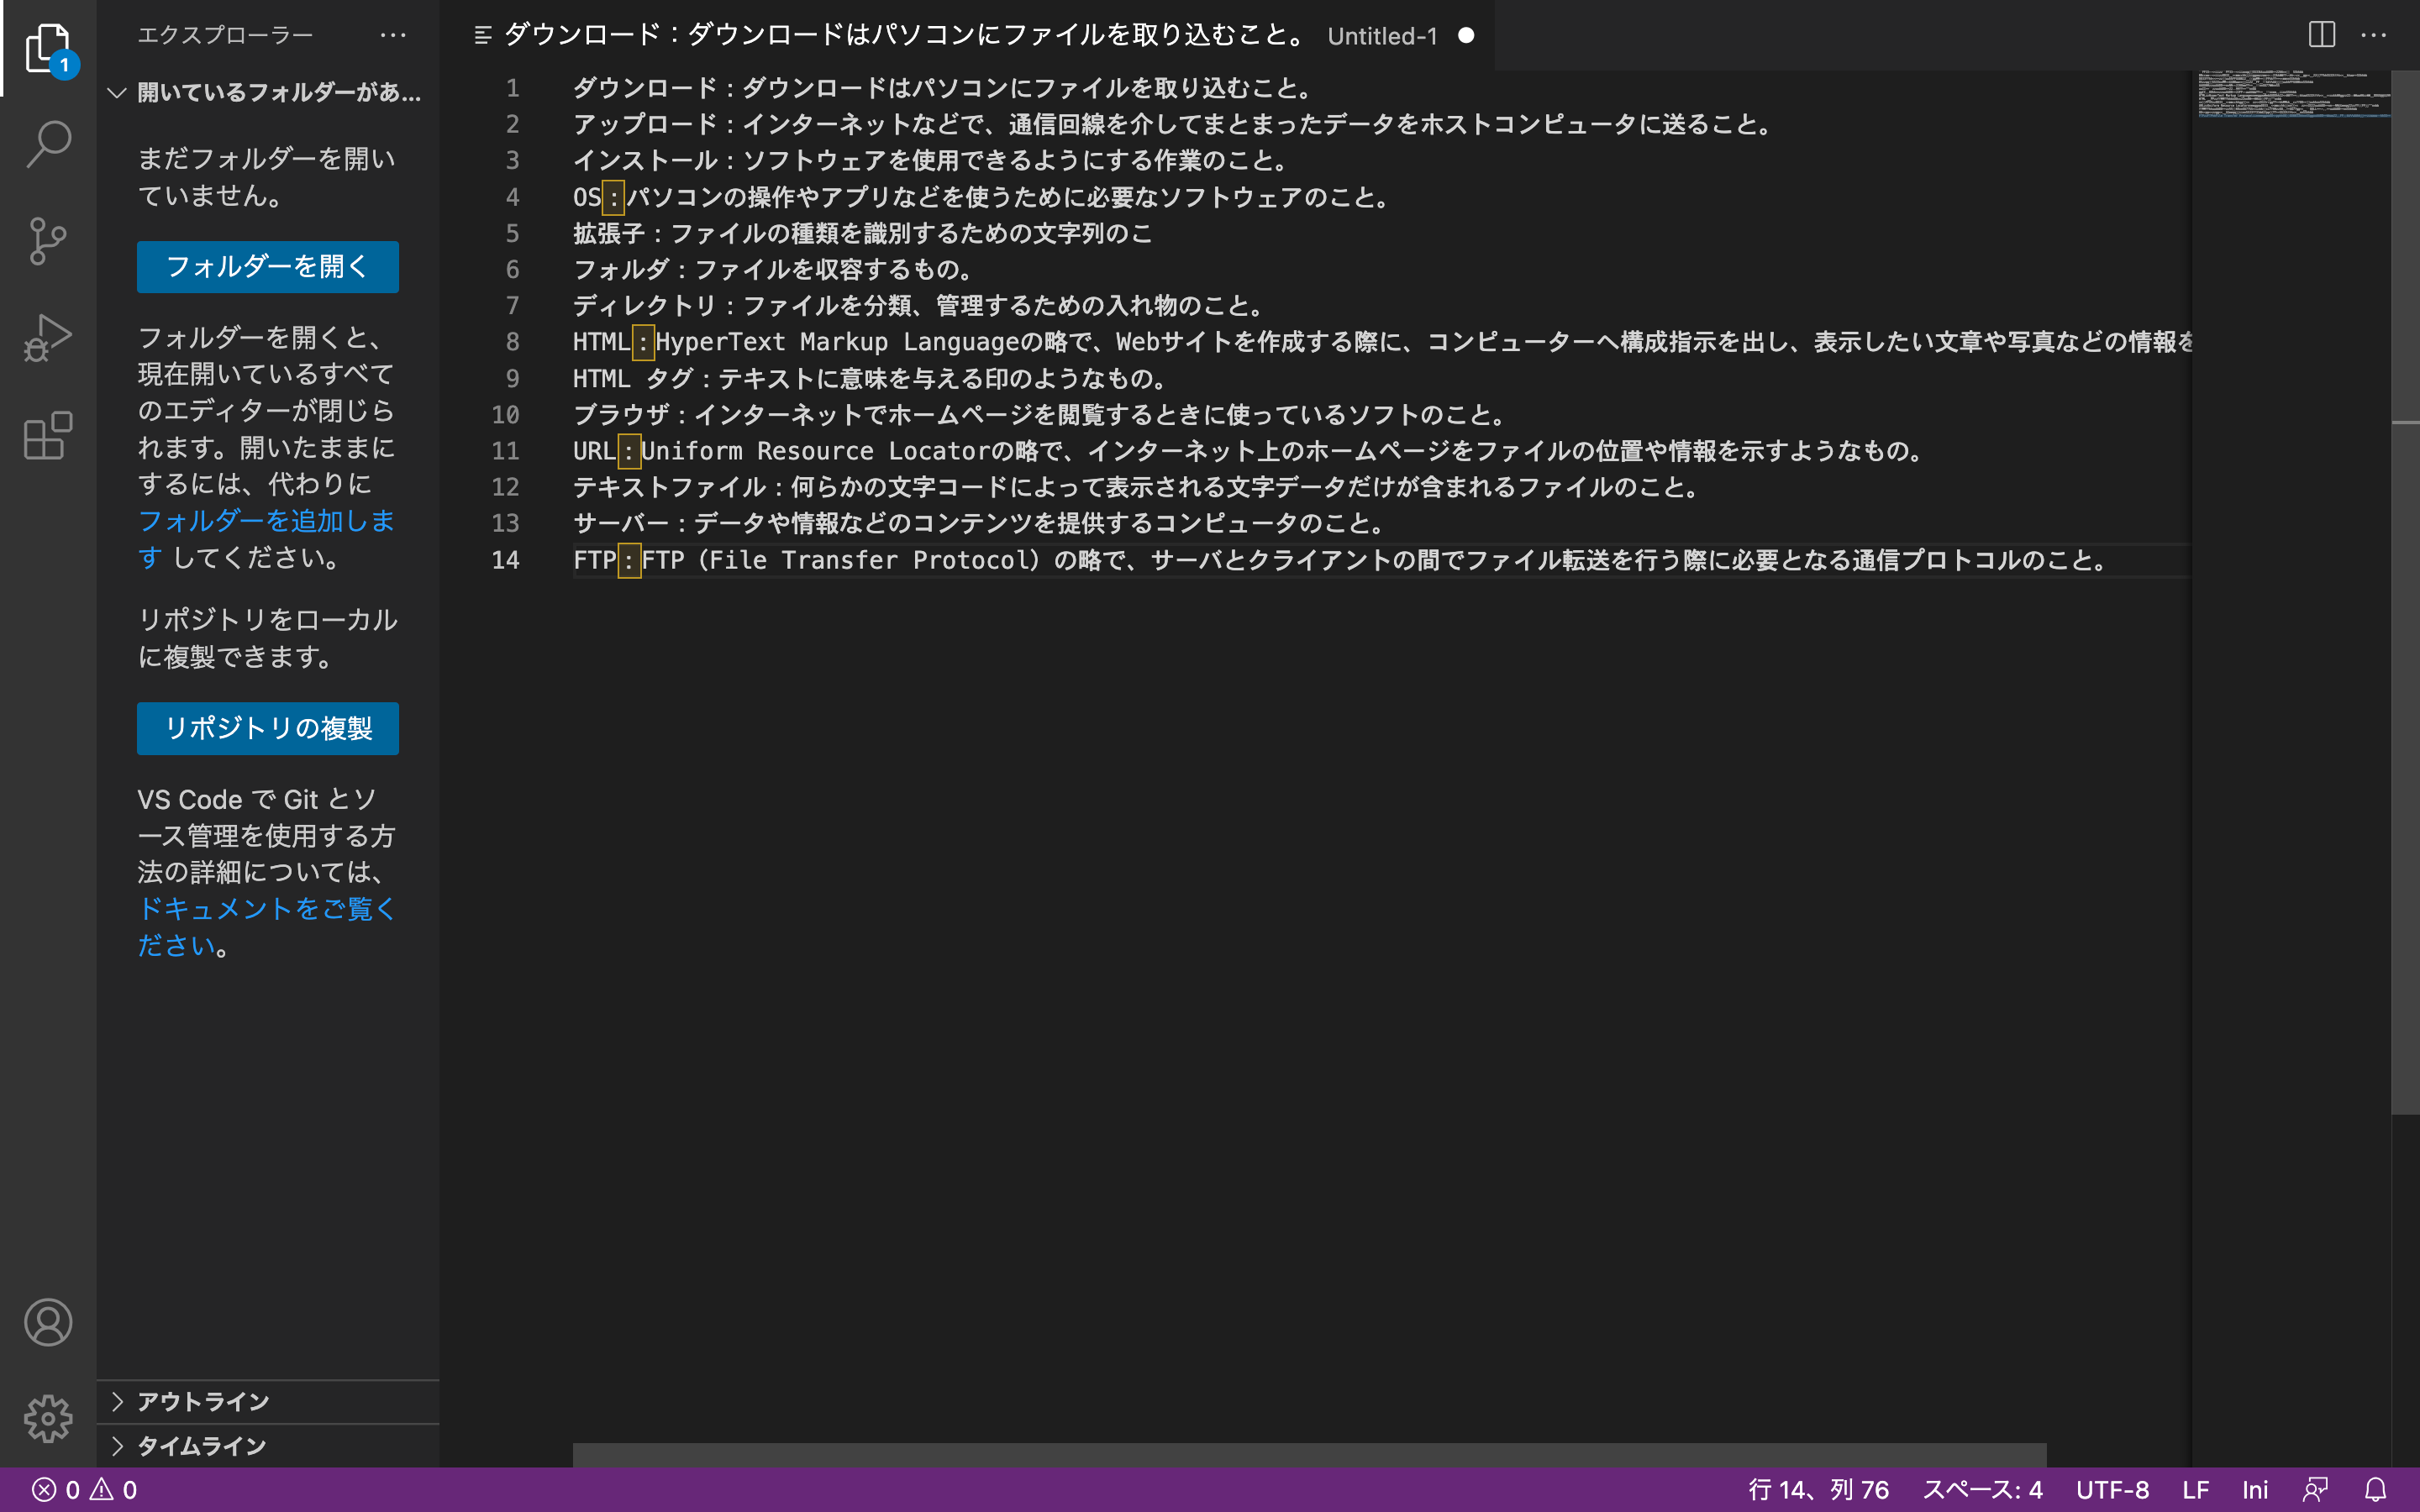 エクスプローラー
1
開いているフォルダーがあ...
まだフォルダーを開い
ていません。
フォルダーを開く
フォルダーを開くと、
現在開いているすべて
のエディターが閉じら
れます。開いたままに
するには、代わりに
フォルダーを追加しま
す してください。
リポジトリをローカル
に複製できます。
リポジトリの複製
VS Code で Git とソ
ース管理を使用する方
法の詳細については、
ドキュメントをご覧く
ださい。
アウトライン
タイムライン
ダウンロード：ダウンロードはパソコンにファイルを取り込むこと。 Untitled-1
1 ダウンロード：ダウンロードはパソコンにファイルを取り込むこと。
2 アップロード：インターネットなどで、通信回線を介してまとまったデータをホストコンピュータに送ること。
3 インストール：ソフトウェアを使用できるようにする作業のこと。
4 OS：パソコンの操作やアプリなどを使うために必要なソフトウェアのこと。
5 拡張子：ファイルの種類を識別するための文字列のこ
6 フォルダ：ファイルを収容するもの。
7 ディレクトリ：ファイルを分類、管理するための入れ物のこと。
8 HTML：HyperText Markup Languageの略で、Webサイトを作成する際に、コンピューターへ構成指示を出し、表示したい文章や写真などの情報を
9 HTML タグ：テキストに意味を与える印のようなもの。
10 ブラウザ：インターネットでホームページを閲覧するときに使っているソフトのこと。
11 URL：Uniform Resource Locatorの略で、インターネット上のホームページをファイルの位置や情報を示すようなもの。
12 テキストファイル：何らかの文字コードによって表示される文字データだけが含まれるファイルのこと。
13 サーバー：データや情報などのコンテンツを提供するコンピュータのこと。
14 FTP：FTP（File Transfer Protocol）の略で、サーバとクライアントの間でファイル転送を行う際に必要となる通信プロトコルのこと。
0 0 行 14、列 76 スペース: 4 UTF-8 LF Ini